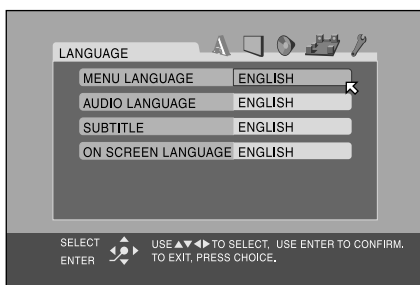 LANGUAGE
MENU LANGUAGE ENGLISH
AUDIO LANGUAGE ENGLISH
SUBTITLE ENGLISH
ON SCREEN LANGUAGE ENGLISH
SELECT
ENTER
USE ▲▼◀▶ TO SELECT, USE ENTER TO CONFIRM.
TO EXIT, PRESS CHOICE.